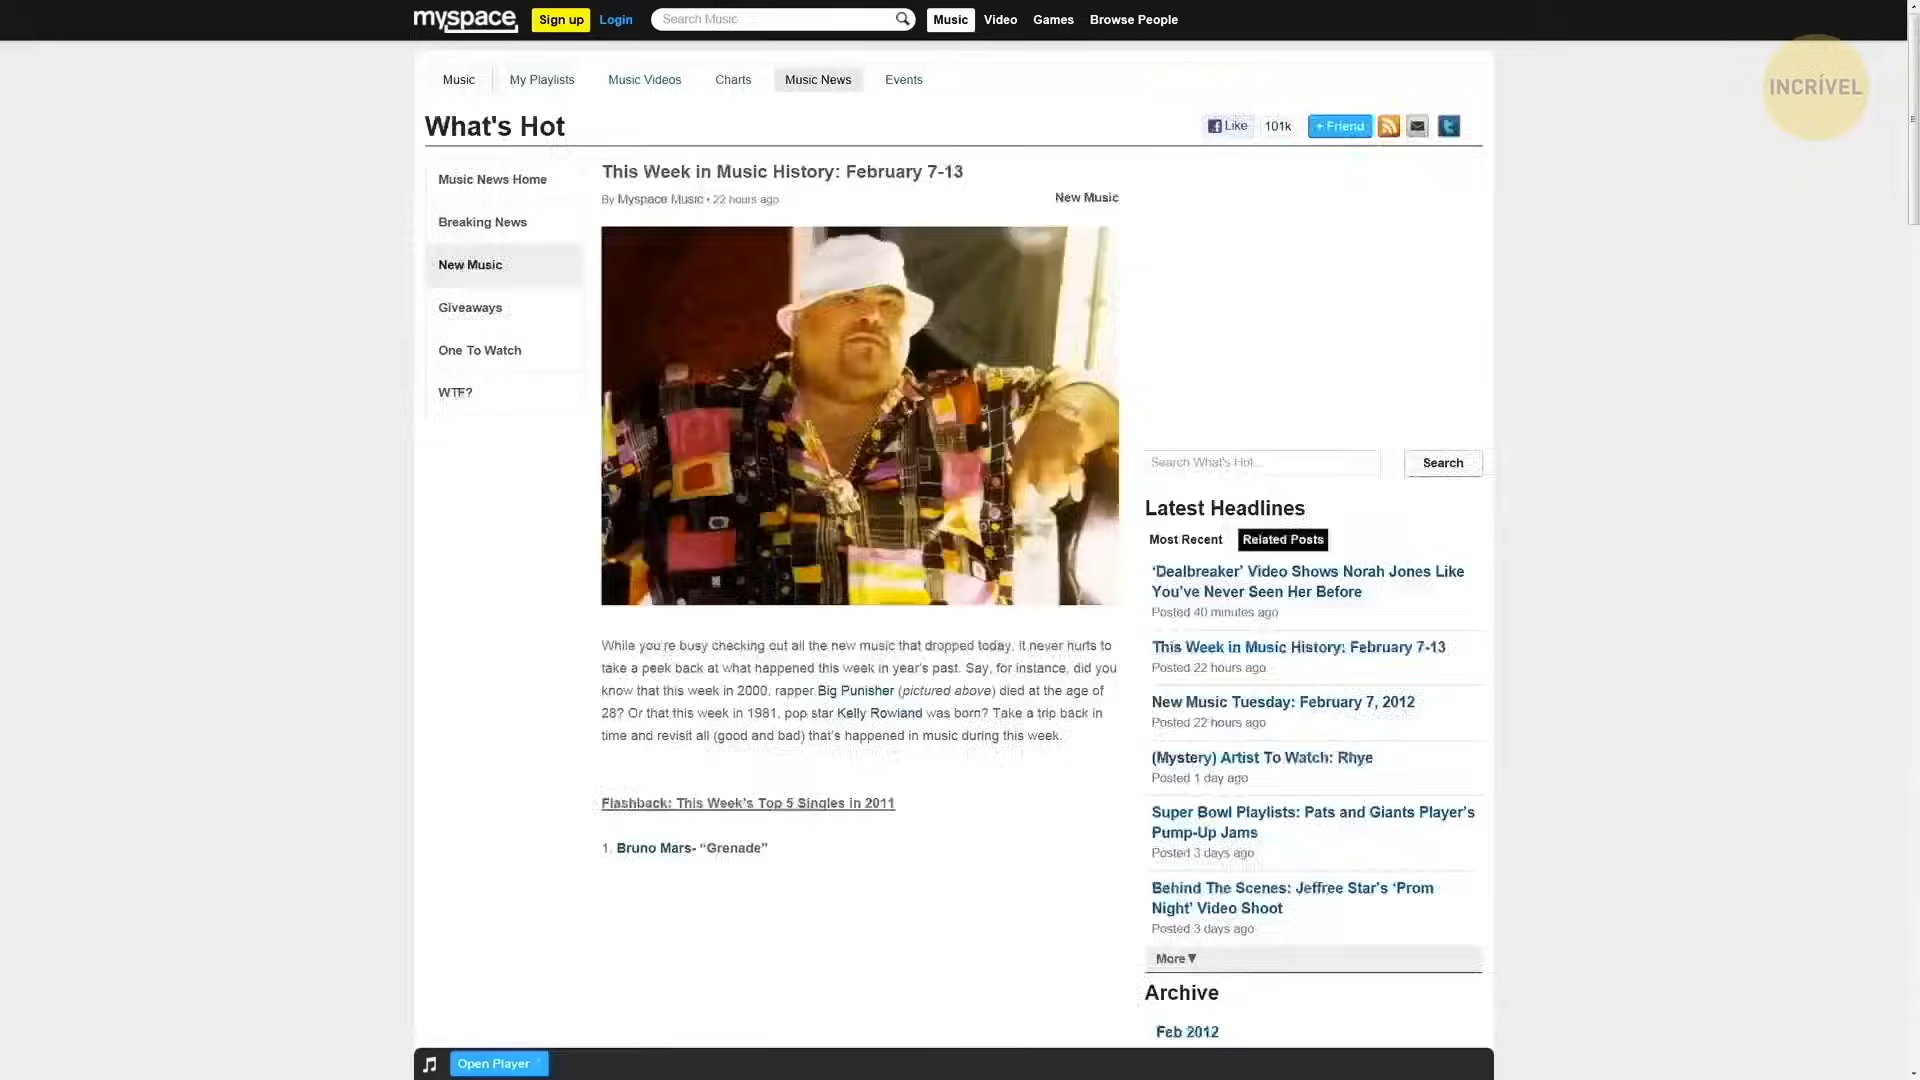 myspace
Sign up Login Search Music Music Video Games Browse People
INCRÍVEL
Music My Playlists Music Videos Charts Music News Events
What's Hot
Like 101k + Friend
Music News Home
Breaking News
New Music
Giveaways
One To Watch
WTF?
This Week in Music History: February 7-13
By Myspace Music • 22 hours ago
New Music
While you're busy checking out all the new music that dropped today, it never hurts to
take a peek back at what happened this week in year's past. Say, for instance, did you
know that this week in 2000, rapper Big Punisher (pictured above) died at the age of
28? Or that this week in 1981, pop star Kelly Rowland was born? Take a trip back in
time and revisit all (good and bad) that's happened in music during this week.
Flashback: This Week's Top 5 Singles in 2011
1. Bruno Mars- “Grenade”
Search What's Hot...
Search
Latest Headlines
Most Recent Related Posts
‘Dealbreaker’ Video Shows Norah Jones Like
You’ve Never Seen Her Before
Posted 40 minutes ago
This Week in Music History: February 7-13
Posted 22 hours ago
New Music Tuesday: February 7, 2012
Posted 22 hours ago
(Mystery) Artist To Watch: Rhye
Posted 1 day ago
Super Bowl Playlists: Pats and Giants Player’s
Pump-Up Jams
Posted 3 days ago
Behind The Scenes: Jeffree Star’s ‘Prom
Night’ Video Shoot
Posted 3 days ago
More ▼
Archive
Feb 2012
Open Player